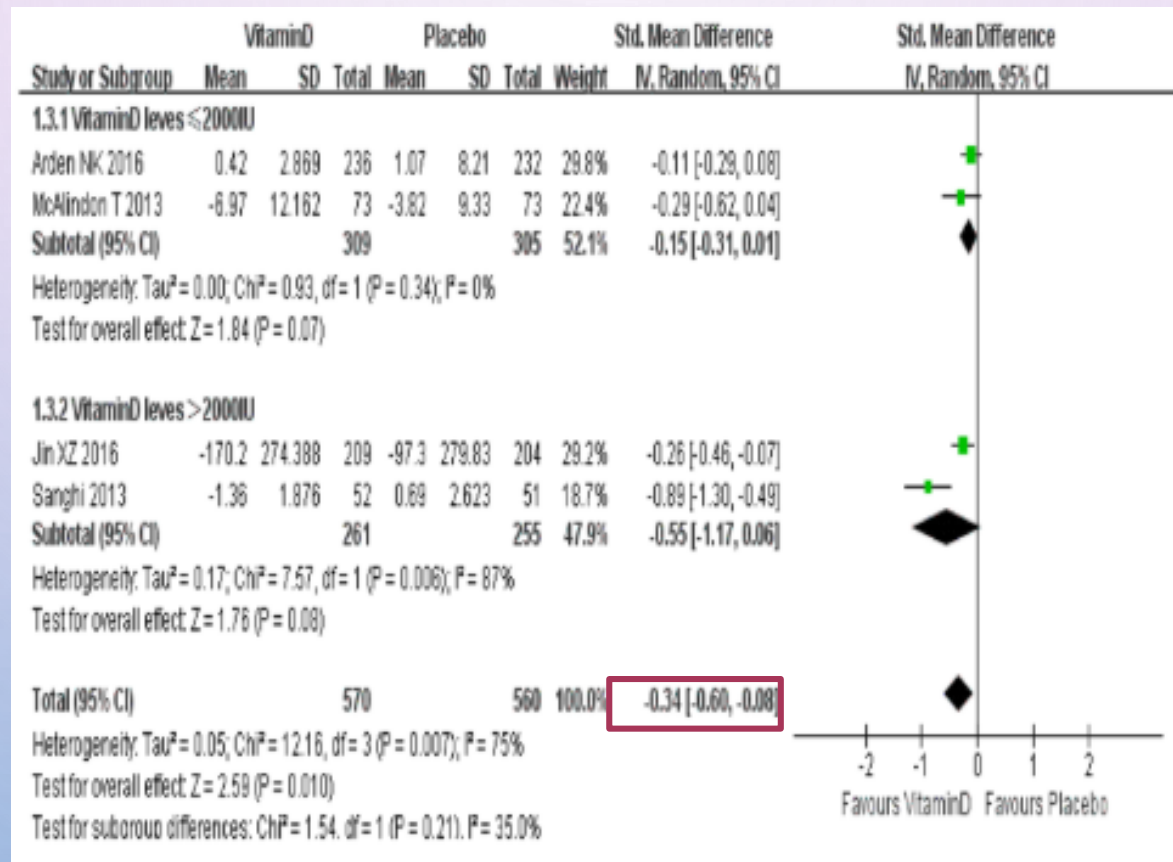 VitaminD Placebo Std. Mean Difference Std. Mean Difference
Study or Subgroup Mean SD Total Mean SD Total Weight IV. Random, 95% CI IV, Random, 95% CI
1.3.1 VitaminD leves ≤2000IU
Arden NK 2016 0.42 2.869 236 1.07 8.21 232 29.8% -0.11 [-0.29, 0.08]
McAlindon T 2013 -6.97 12.162 73 -3.82 9.33 73 22.4% -0.29 [-0.62, 0.04]
Subtotal (95% CI) 309 305 52.1% -0.15 [-0.31, 0.01]
Heterogeneity: Tau² = 0.00; Chi² = 0.93, df = 1 (P = 0.34); I² = 0%
Test for overall effect: Z = 1.84 (P = 0.07)
1.3.2 VitaminD leves >2000IU
Jin XZ 2016 -170.2 274.388 209 -97.3 279.83 204 29.2% -0.26 [-0.46, -0.07]
Sanghi 2013 -1.36 1.876 52 0.69 2.623 51 18.7% -0.89 [-1.30, -0.49]
Subtotal (95% CI) 261 255 47.9% -0.55 [-1.17, 0.06]
Heterogeneity: Tau² = 0.17; Chi² = 7.57, df = 1 (P = 0.006); I² = 87%
Test for overall effect: Z = 1.76 (P = 0.08)
Total (95% CI) 570 560 100.0% -0.34 [-0.60, -0.08]
Heterogeneity: Tau² = 0.05; Chi² = 12.16, df = 3 (P = 0.007); I² = 75%
Test for overall effect: Z = 2.59 (P = 0.010)
Test for subgroup differences: Chi² = 1.54. df = 1 (P = 0.21). I² = 35.0%
-2 -1 0 1 2
Favours VitaminD Favours Placebo